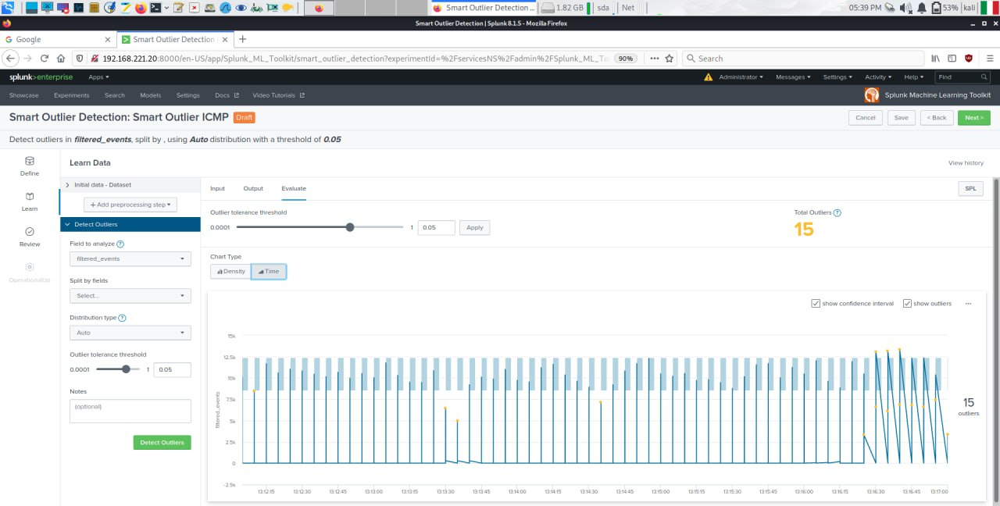 Smart Outlier Detection ...
1.82 GB
sda
Net
05:39 PM
53%
kali
Smart Outlier Detection | Splunk 8.1.5 - Mozilla Firefox
Google
Smart Outlier Detection
192.168.221.20:8000/en-US/app/Splunk_ML_Toolkit/smart_outlier_detection?experimentId=%2FservicesNS%2Fadmin%2FSplunk_ML_To
90%
Search
splunk>enterprise
Apps
Administrator
Messages
Settings
Activity
Help
Find
Showcase
Experiments
Search
Models
Settings
Docs
Video Tutorials
Splunk Machine Learning Toolkit
Smart Outlier Detection: Smart Outlier ICMP
Draft
Cancel
Save
< Back
Next >
Detect outliers in filtered_events, split by , using Auto distribution with a threshold of 0.05
Define
Learn
Review
Operationalize
Learn Data
View history
Initial data - Dataset
+ Add preprocessing step
Detect Outliers
Field to analyze ?
filtered_events
Split by fields
Select...
Distribution type ?
Auto
Outlier tolerance threshold
0.0001
1
0.05
Notes
(optional)
Detect Outliers
Input
Output
Evaluate
SPL
Outlier tolerance threshold
0.0001
1
0.05
Apply
Total Outliers ?
15
Chart Type
Density
Time
show confidence interval
show outliers
...
filtered_events
15k
12.5k
10k
7.5k
5k
2.5k
0
-2.5k
13:12:15
13:12:30
13:12:45
13:13:00
13:13:15
13:13:30
13:13:45
13:14:00
13:14:15
13:14:30
13:14:45
13:15:00
13:15:15
13:15:30
13:15:45
13:16:00
13:16:15
13:16:30
13:16:45
13:17:00
15
outliers